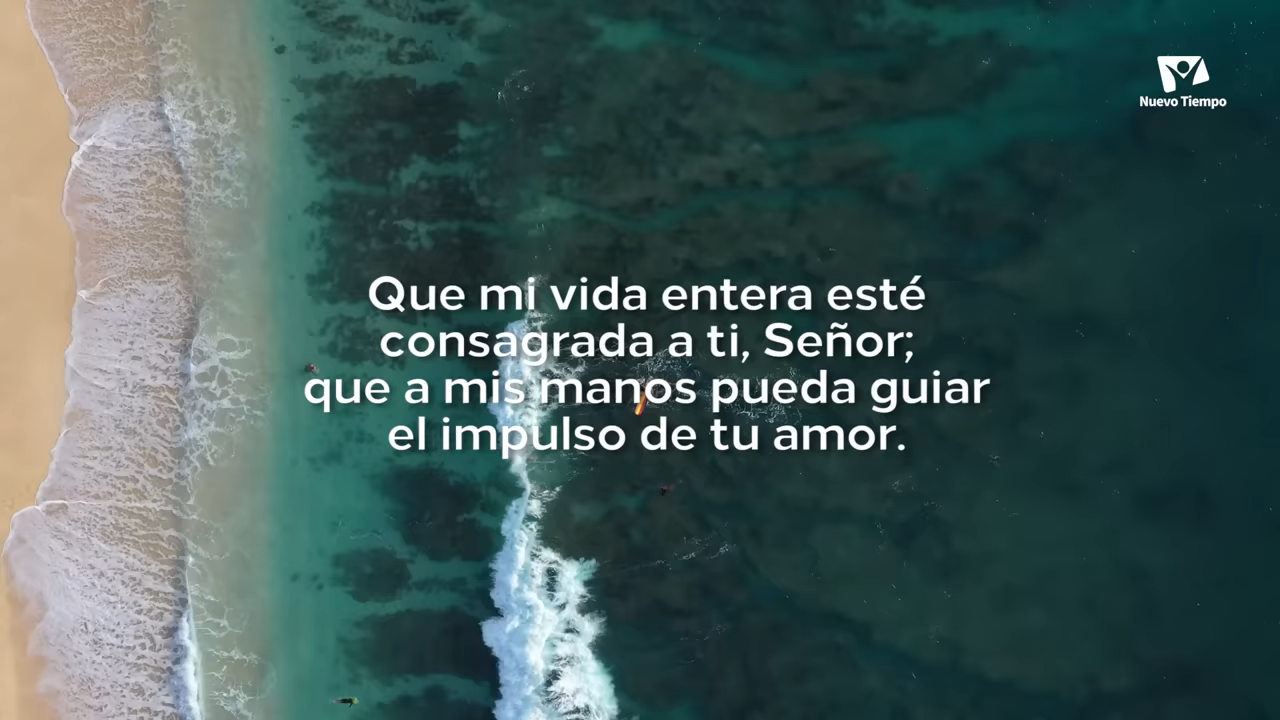 Nuevo Tiempo
Que mi vida entera esté
consagrada a ti, Señor;
que a mis manos pueda guiar
el impulso de tu amor.